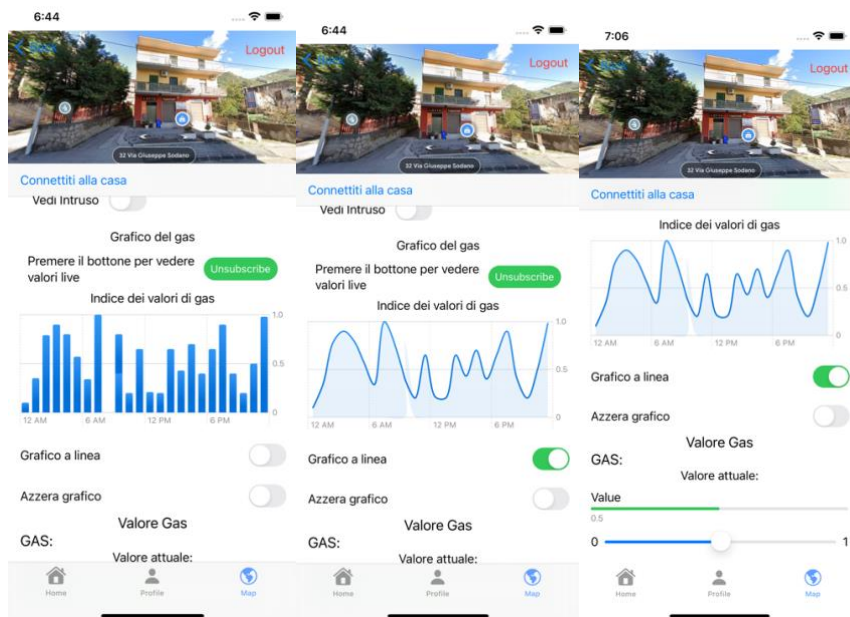 6:44
Logout
32 Via Giuseppe Sodano
Connettiti alla casa
Vedi Intruso
Grafico del gas
Premere il bottone per vedere
valori live
Unsubscribe
Indice dei valori di gas
1.0
0.5
0
12 AM 6 AM 12 PM 6 PM
Grafico a linea
Azzera grafico
Valore Gas
GAS:
Valore attuale:
Home Profile Map
6:44
Logout
32 Via Giuseppe Sodano
Connettiti alla casa
Vedi Intruso
Grafico del gas
Premere il bottone per vedere
valori live
Unsubscribe
Indice dei valori di gas
1.0
0.5
0
12 AM 6 AM 12 PM 6 PM
Grafico a linea
Azzera grafico
Valore Gas
GAS:
Valore attuale:
Home Profile Map
7:06
Logout
32 Via Giuseppe Sodano
Connettiti alla casa
Indice dei valori di gas
1.0
0.5
0
12 AM 6 AM 12 PM 6 PM
Grafico a linea
Azzera grafico
Valore Gas
GAS:
Valore attuale:
Value
0.5
0 1
Home Profile Map